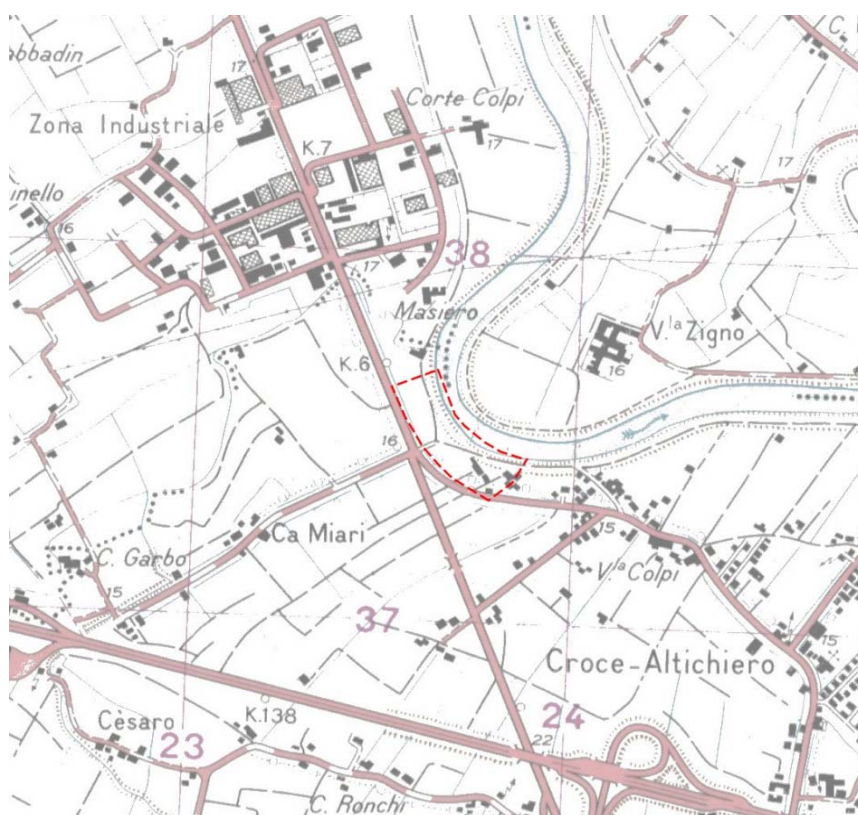 Corte Colpi
17
Zona Industriale
K.7
17
17
16
38
17
Masiero
V.la Zigno
16
K.6
16
Ca Miari
C. Garbo
15
15
V.la Colpi
37
15
Croce-Altichiero
K.138
24
Cèsaro
23
22
C. Ronchi